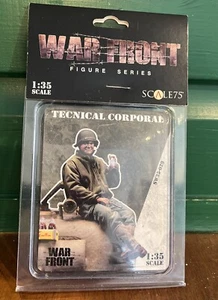 WAR FRONT
FIGURE SERIES
1:35
SCALE
SCALE75
TECNICAL CORPORAL
WAR
FRONT
1:35
SCALE